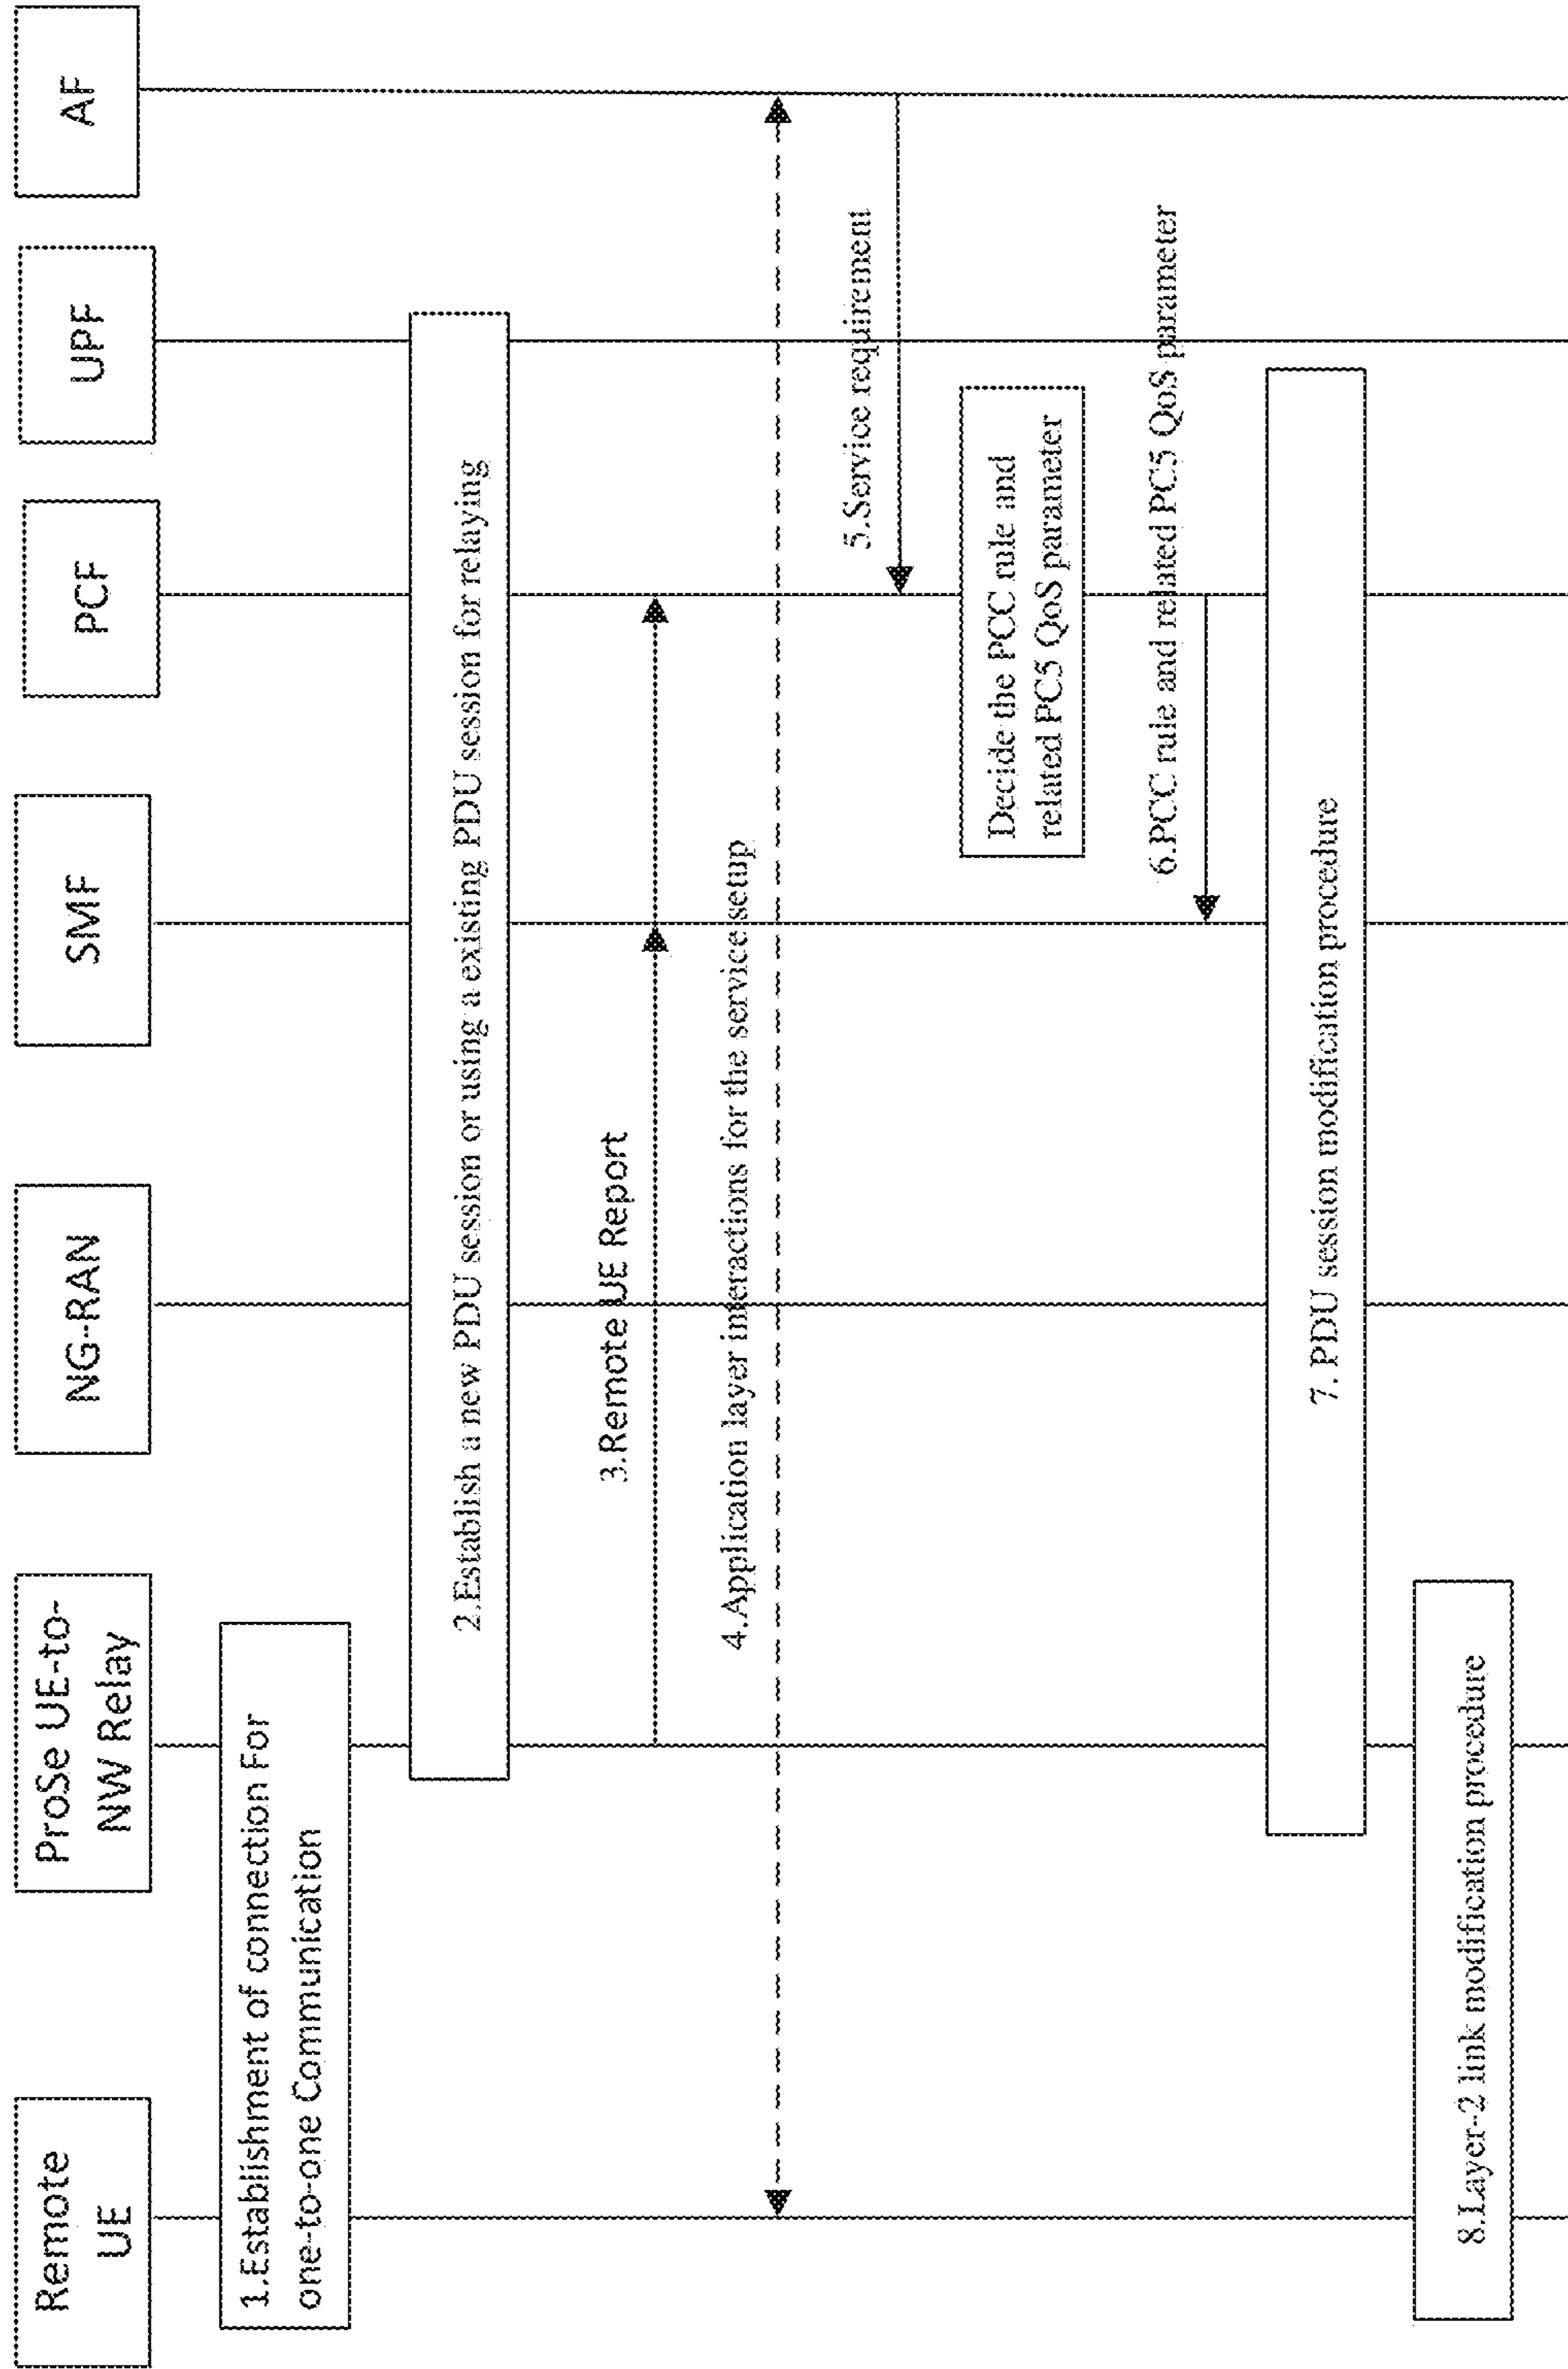 Remote
UE
ProSe UE-to-
NW Relay
NG-RAN
SMF
PCF
UPF
AF
1.Establishment of connection For
one-to-one Communication
2.Establish a new PDU session or using a existing PDU session for relaying
3.Remote UE Report
4.Application layer interactions for the service setup
5.Service requirement
Decide the PCC rule and
related PC5 QoS parameter
6.PCC rule and related PC5 QoS parameter
7. PDU session modification procedure
8.Layer-2 link modification procedure